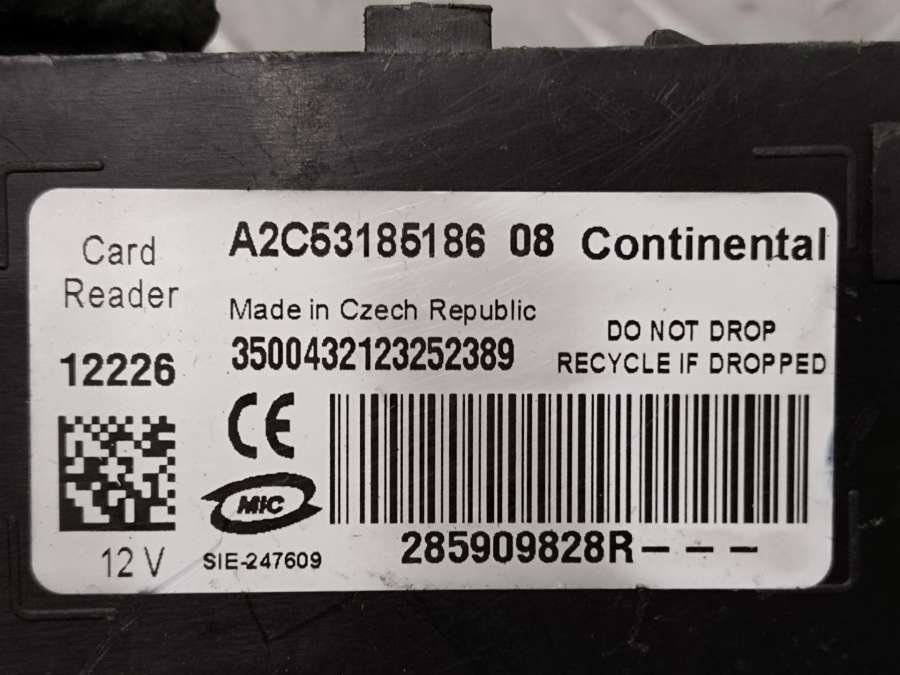 Card
Reader
12226
12 V
A2C53185186 08 Continental
Made in Czech Republic
3500432123252389
DO NOT DROP
RECYCLE IF DROPPED
CE
MIC
SIE-247609
285909828R---